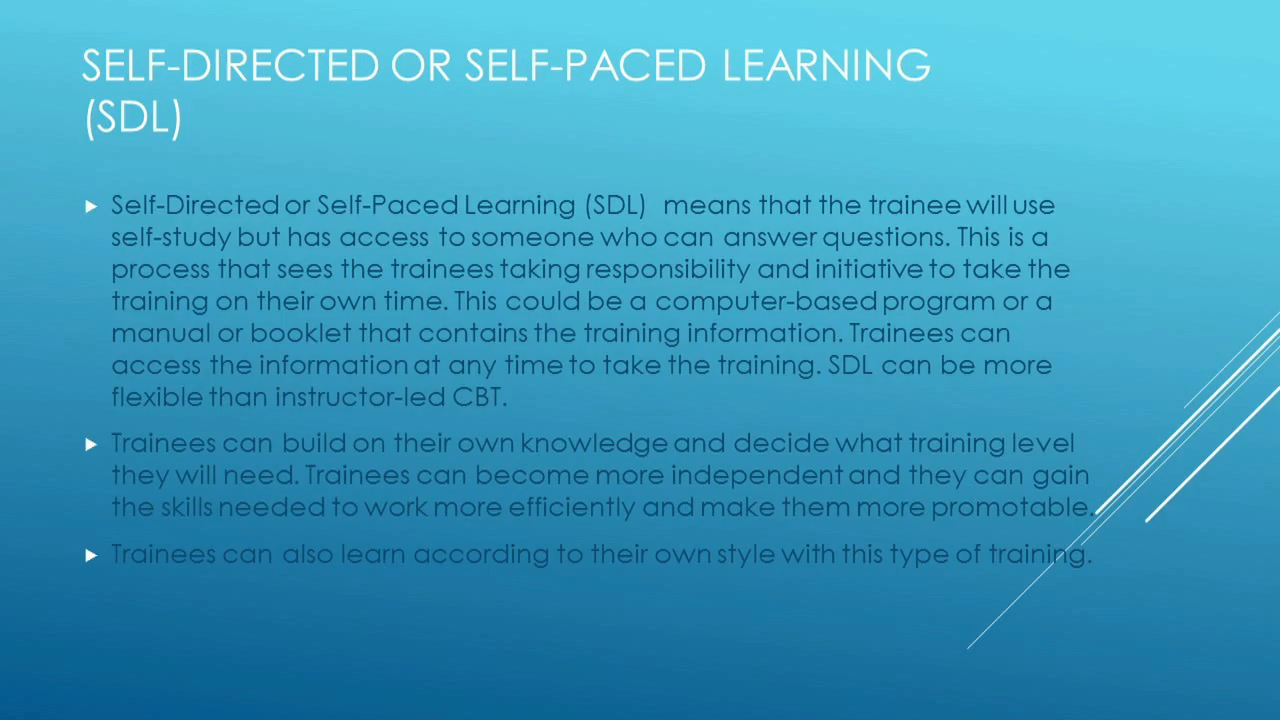 SELF-DIRECTED OR SELF-PACED LEARNING
(SDL)
Self-Directed or Self-Paced Learning (SDL) means that the trainee will use
self-study but has access to someone who can answer questions. This is a
process that sees the trainees taking responsibility and initiative to take the
training on their own time. This could be a computer-based program or a
manual or booklet that contains the training information. Trainees can
access the information at any time to take the training. SDL can be more
flexible than instructor-led CBT.
Trainees can build on their own knowledge and decide what training level
they will need. Trainees can become more independent and they can gain
the skills needed to work more efficiently and make them more promotable.
Trainees can also learn according to their own style with this type of training.